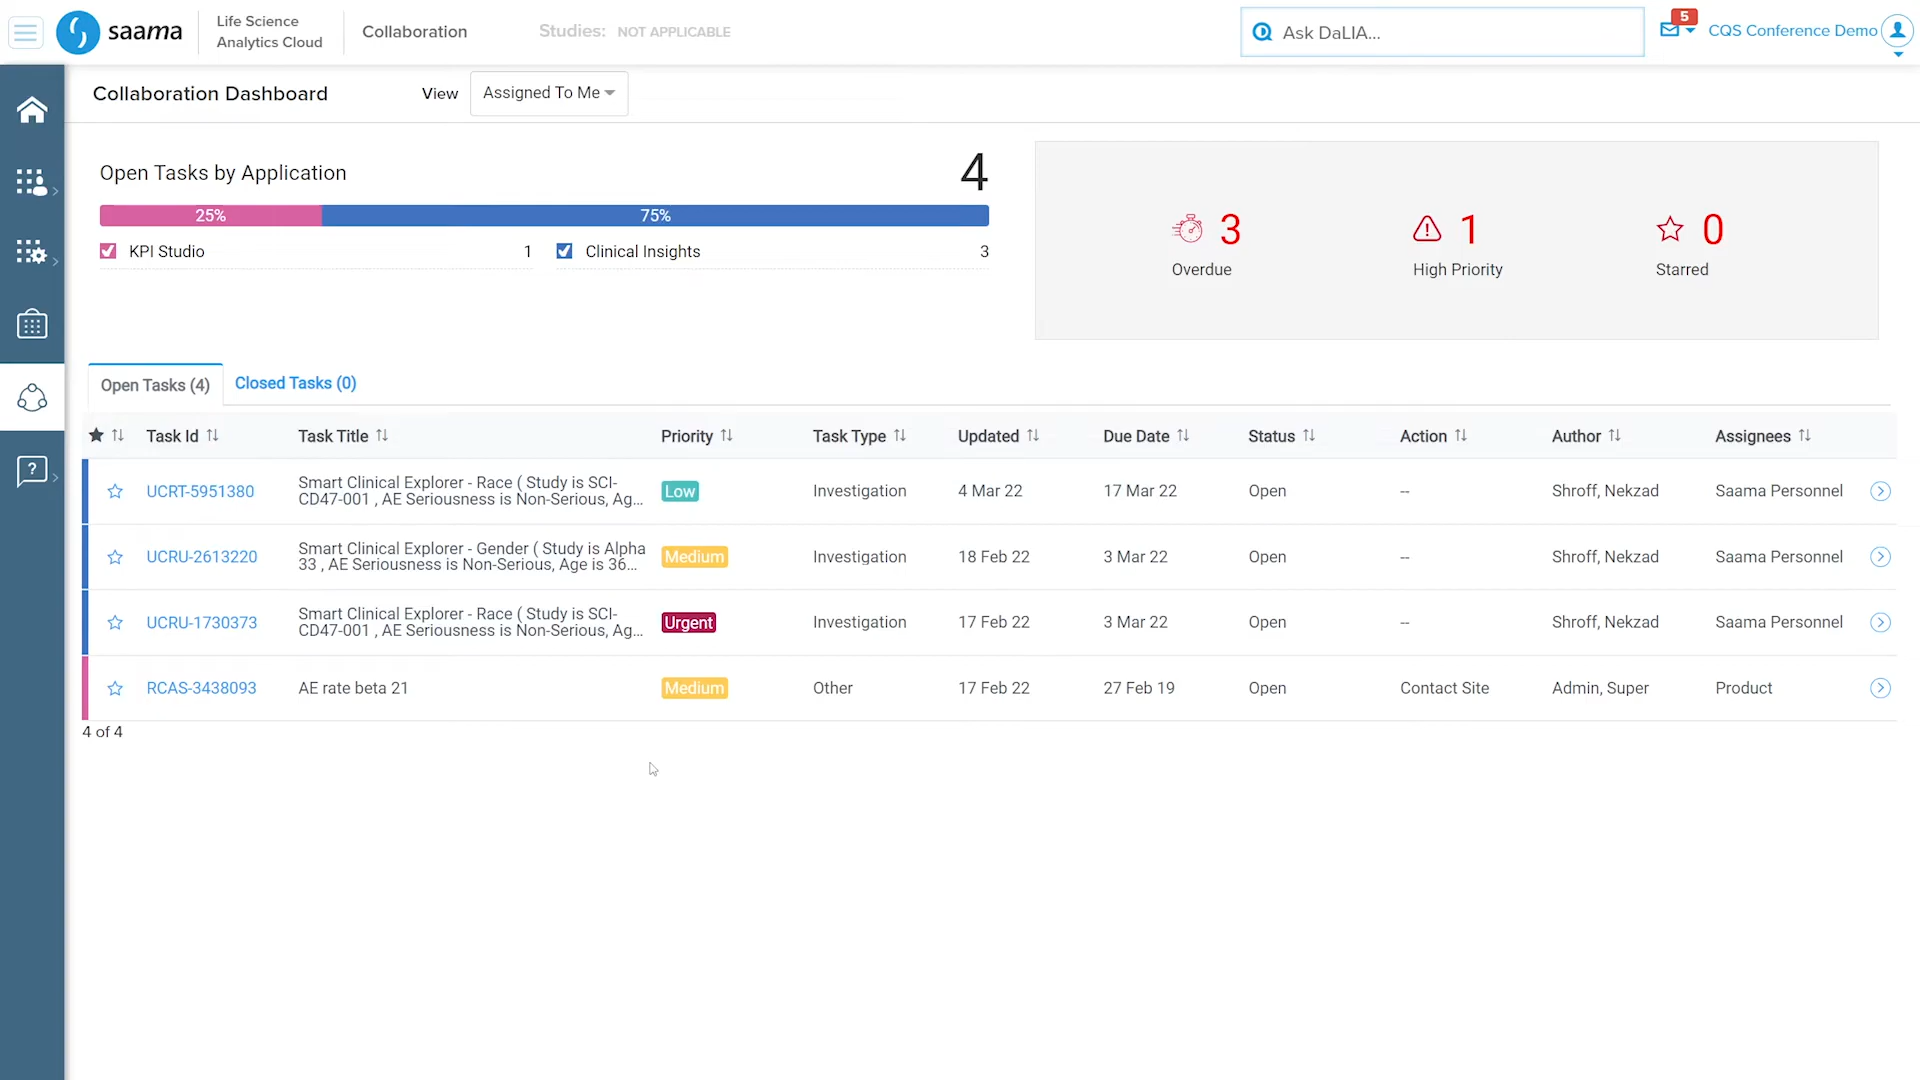 saama
Life Science
Analytics Cloud
Collaboration
Studies: NOT APPLICABLE
Ask DaLIA...
5
CQS Conference Demo
Collaboration Dashboard
View
Assigned To Me
Open Tasks by Application
4
25%
75%
KPI Studio
1
Clinical Insights
3
3
Overdue
1
High Priority
0
Starred
Open Tasks (4)
Closed Tasks (0)
Task Id Task Title Priority Task Type Updated Due Date Status Action Author Assignees
UCRT-5951380
Smart Clinical Explorer - Race ( Study is SCI-
CD47-001 , AE Seriousness is Non-Serious, Ag...
Low
Investigation
4 Mar 22
17 Mar 22
Open
--
Shroff, Nekzad
Saama Personnel
UCRU-2613220
Smart Clinical Explorer - Gender ( Study is Alpha
33 , AE Seriousness is Non-Serious, Age is 36...
Medium
Investigation
18 Feb 22
3 Mar 22
Open
--
Shroff, Nekzad
Saama Personnel
UCRU-1730373
Smart Clinical Explorer - Race ( Study is SCI-
CD47-001 , AE Seriousness is Non-Serious, Ag...
Urgent
Investigation
17 Feb 22
3 Mar 22
Open
--
Shroff, Nekzad
Saama Personnel
RCAS-3438093
AE rate beta 21
Medium
Other
17 Feb 22
27 Feb 19
Open
Contact Site
Admin, Super
Product
4 of 4